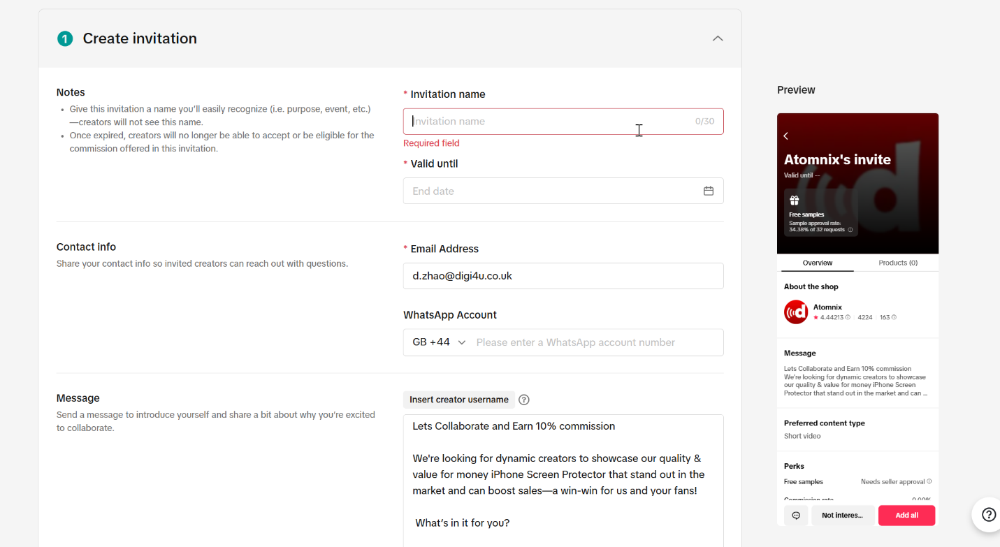 1 Create invitation
Notes
• Give this invitation a name you'll easily recognize (i.e. purpose, event, etc.)
—creators will not see this name.
• Once expired, creators will no longer be able to accept or be eligible for the
commission offered in this invitation.
* Invitation name
Invitation name 0/30
Required field
* Valid until
End date
Contact info
Share your contact info so invited creators can reach out with questions.
* Email Address
d.zhao@digi4u.co.uk
WhatsApp Account
GB +44 Please enter a WhatsApp account number
Message
Send a message to introduce yourself and share a bit about why you're excited
to collaborate.
Insert creator username
Lets Collaborate and Earn 10% commission
We're looking for dynamic creators to showcase our quality &
value for money iPhone Screen Protector that stand out in the
market and can boost sales—a win-win for us and your fans!
What's in it for you?
Preview
Atomnix's invite
Valid until —
Free samples
Sample approval rate:
34.38% of 32 requests
Overview Products (0)
About the shop
Atomnix
4.44213 4224 163
Message
Lets Collaborate and Earn 10% commission
We're looking for dynamic creators to showcase
our quality & value for money iPhone Screen
Protector that stand out in the market and can ...
Preferred content type
Short video
Perks
Free samples Needs seller approval
Commission rate 0.00%
Not interes... Add all